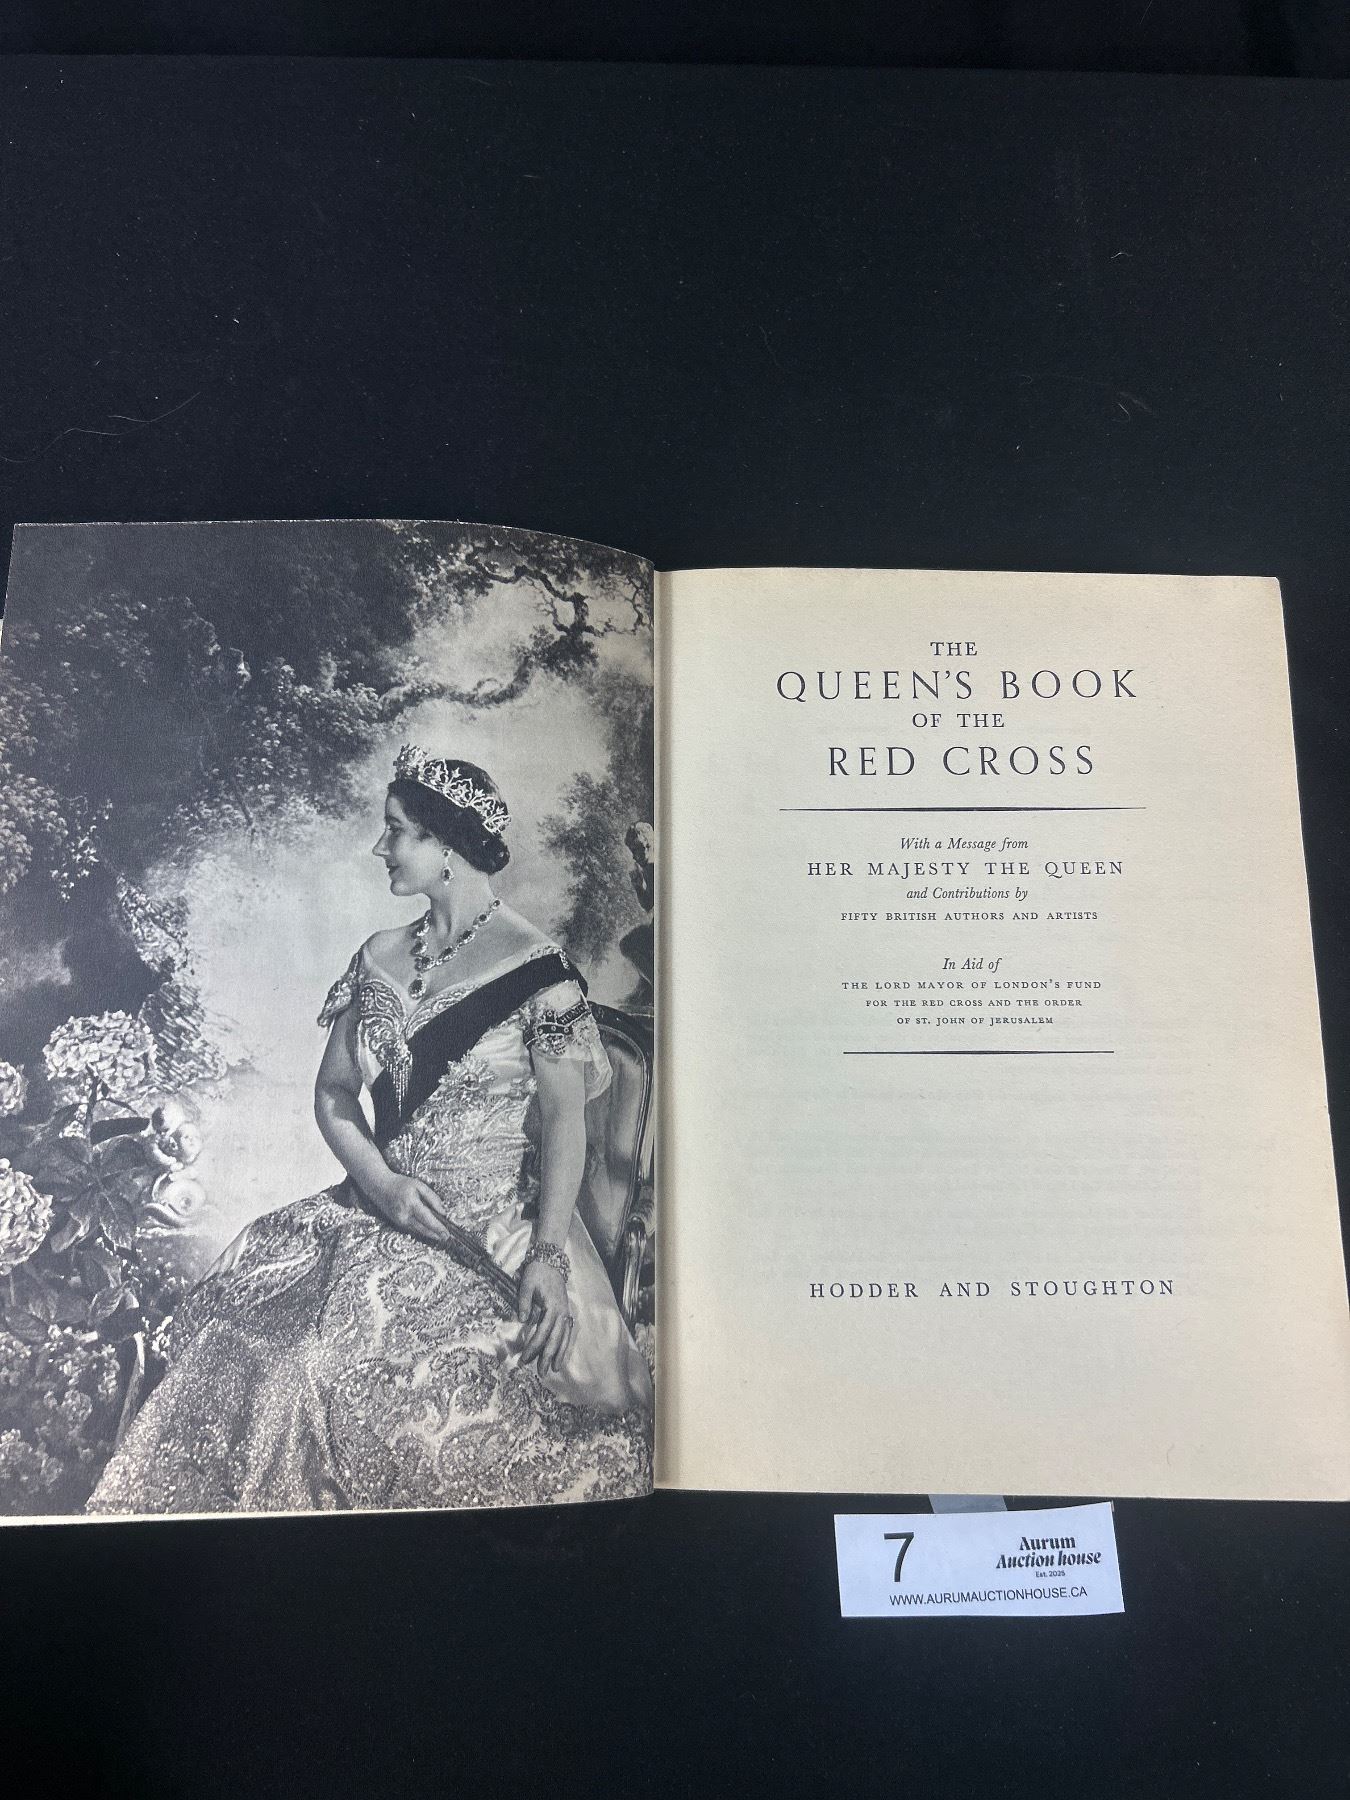 THE
QUEEN'S BOOK
OF THE
RED CROSS
With a Message from
HER MAJESTY THE QUEEN
and Contributions by
FIFTY BRITISH AUTHORS AND ARTISTS
In Aid of
THE LORD MAYOR OF LONDON'S FUND
FOR THE RED CROSS AND THE ORDER
OF ST. JOHN OF JERUSALEM
HODDER AND STOUGHTON
7
Aurum
Auction house
Est. 2025
WWW.AURUMAUCTIONHOUSE.CA